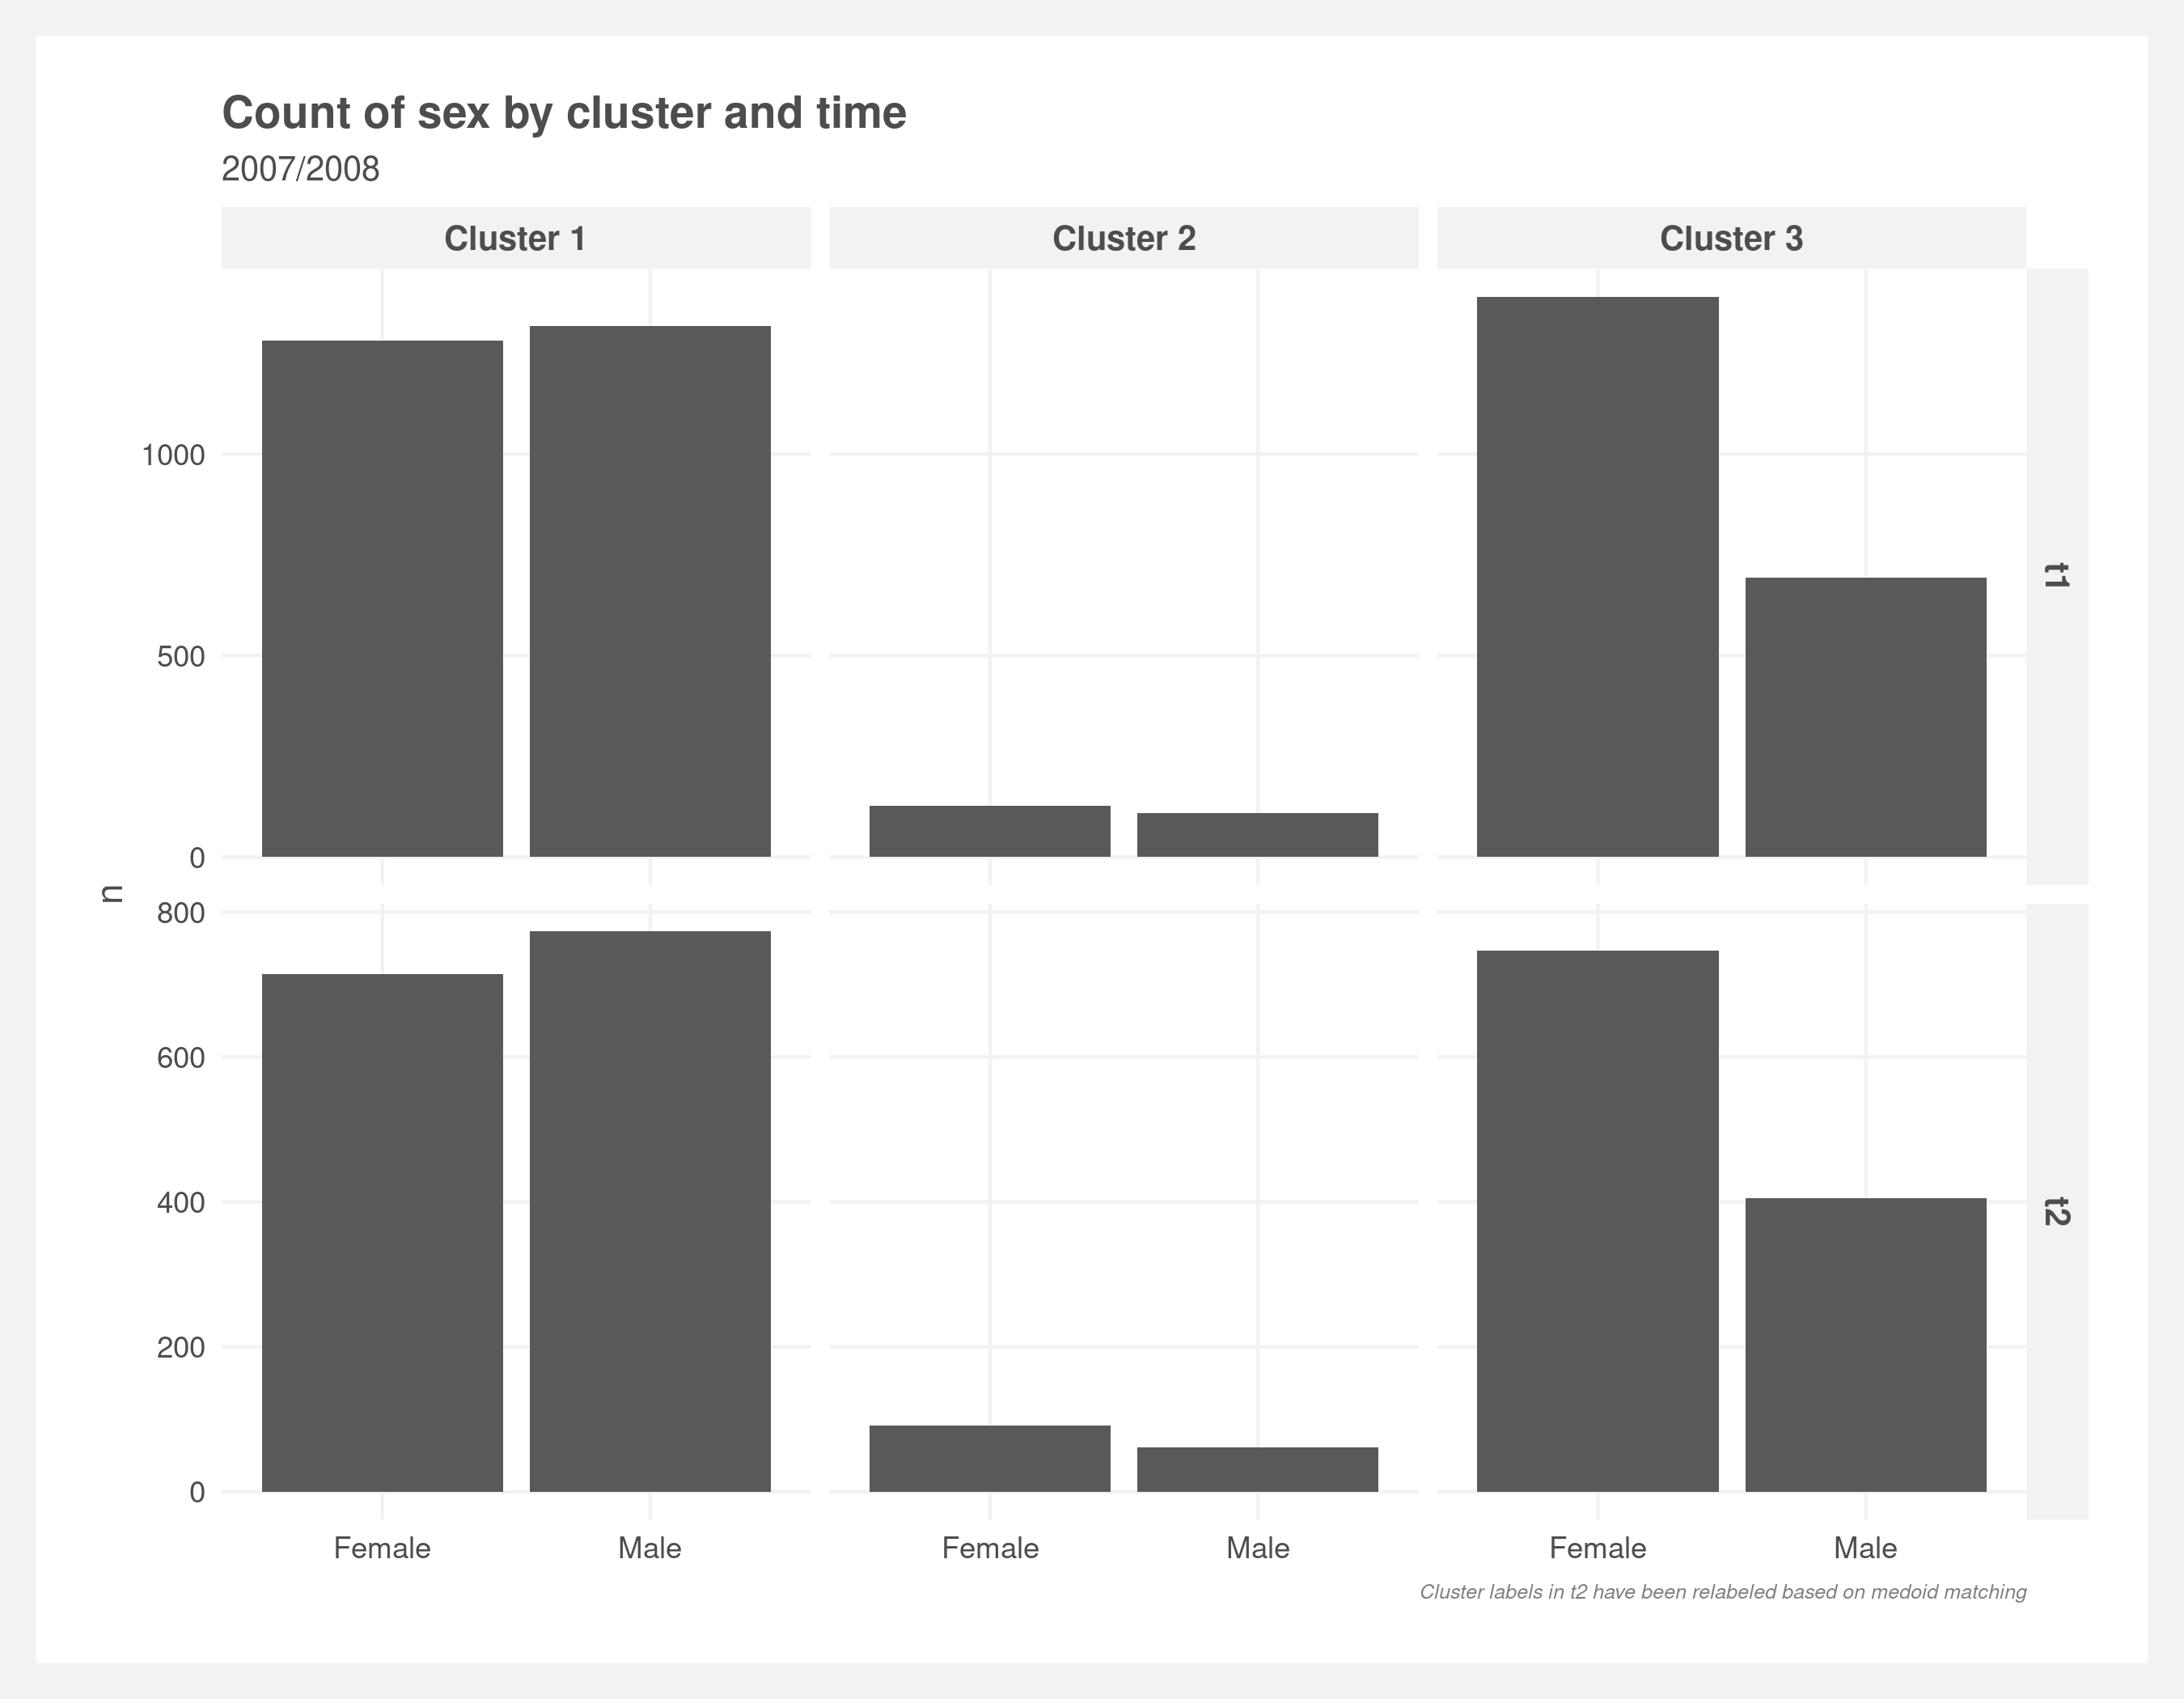 Count of sex by cluster and time
2007/2008
Cluster 1 Cluster 2 Cluster 3
1000
500
0
t1
n
800
600
400
200
0
t2
Female Male Female Male Female Male
Cluster labels in t2 have been relabeled based on medoid matching